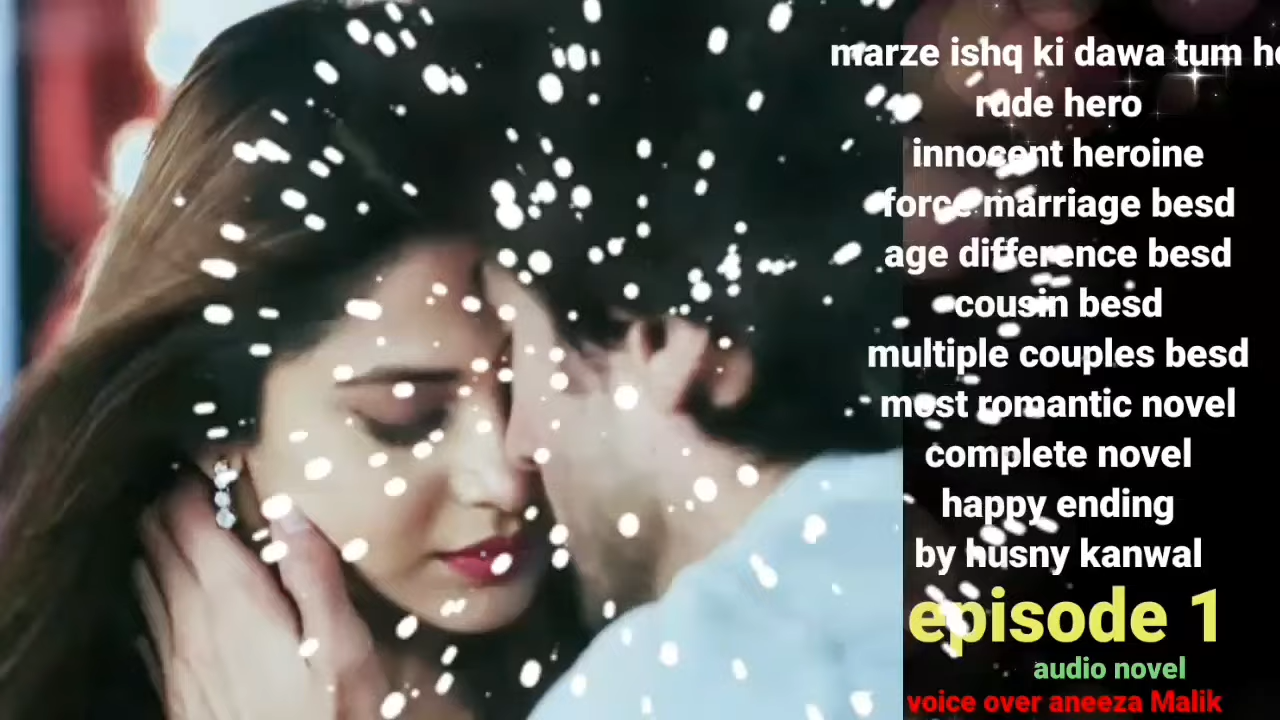 marze ishq ki dawa tum ho
rude hero
innocent heroine
force marriage besd
age difference besd
cousin besd
multiple couples besd
most romantic novel
complete novel
happy ending
by husny kanwal
episode 1
audio novel
voice over aneeza Malik